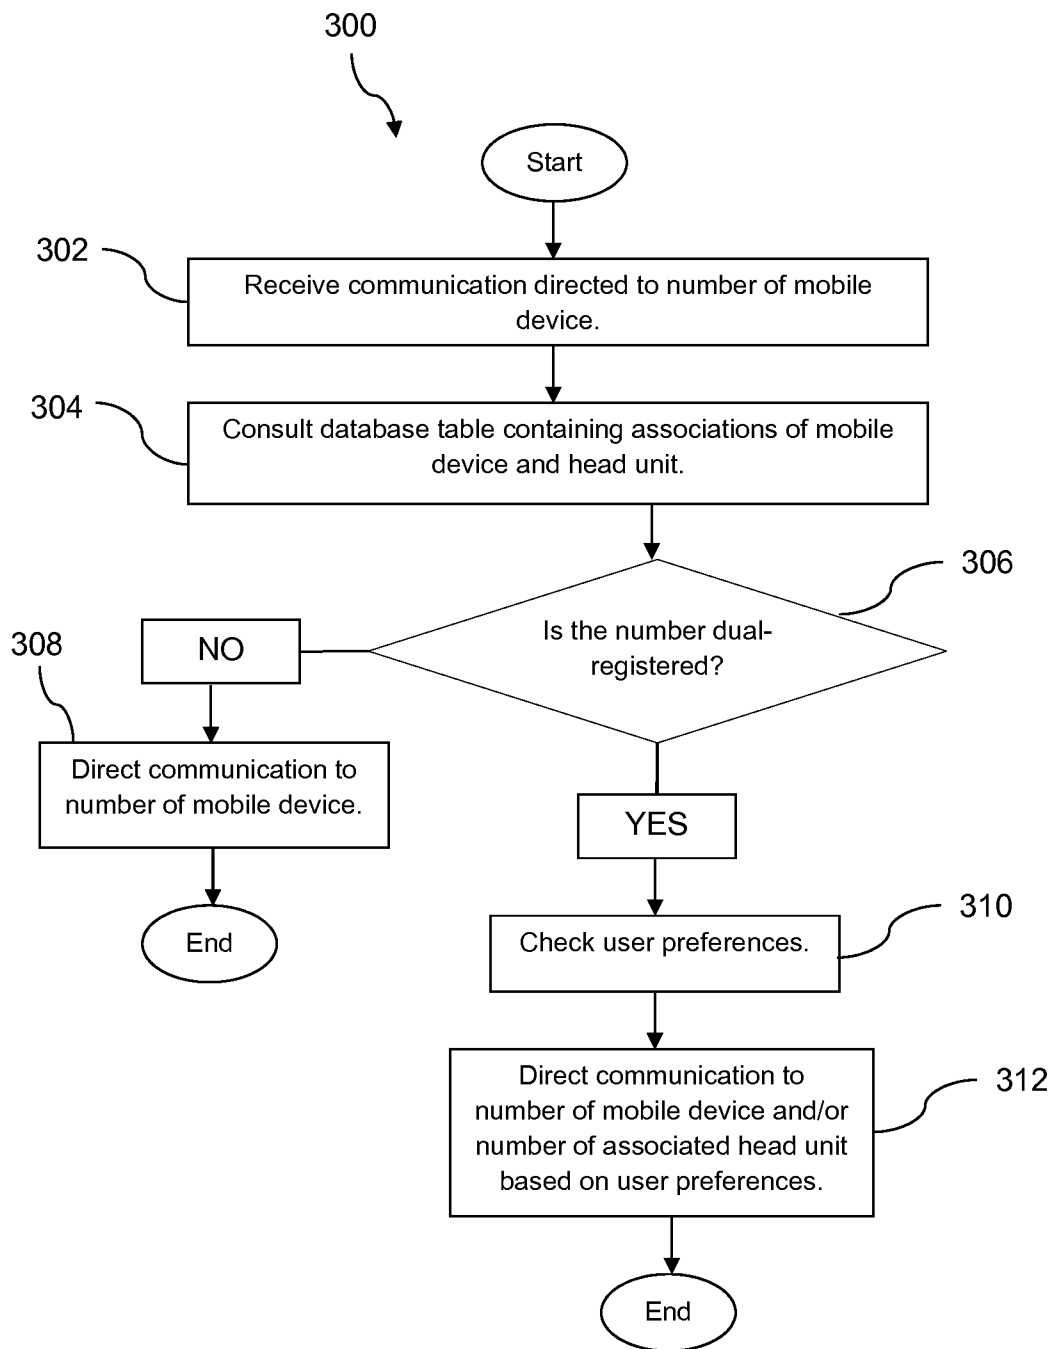 300
Start
302
Receive communication directed to number of mobile
device.
304
Consult database table containing associations of mobile
device and head unit.
306
Is the number dual-
registered?
NO
308
Direct communication to
number of mobile device.
End
YES
310
Check user preferences.
312
Direct communication to
number of mobile device and/or
number of associated head unit
based on user preferences.
End